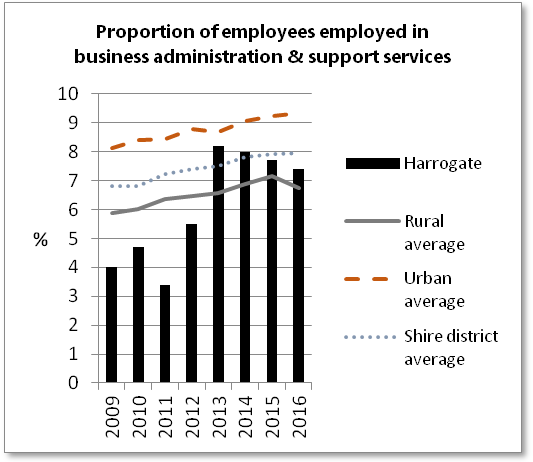 Proportion of employees employed in
business administration & support services
10
9
8
7
6
5
4
3
2
1
0
%
2009
2010
2011
2012
2013
2014
2015
2016
Harrogate
Rural
average
Urban
average
Shire district
average